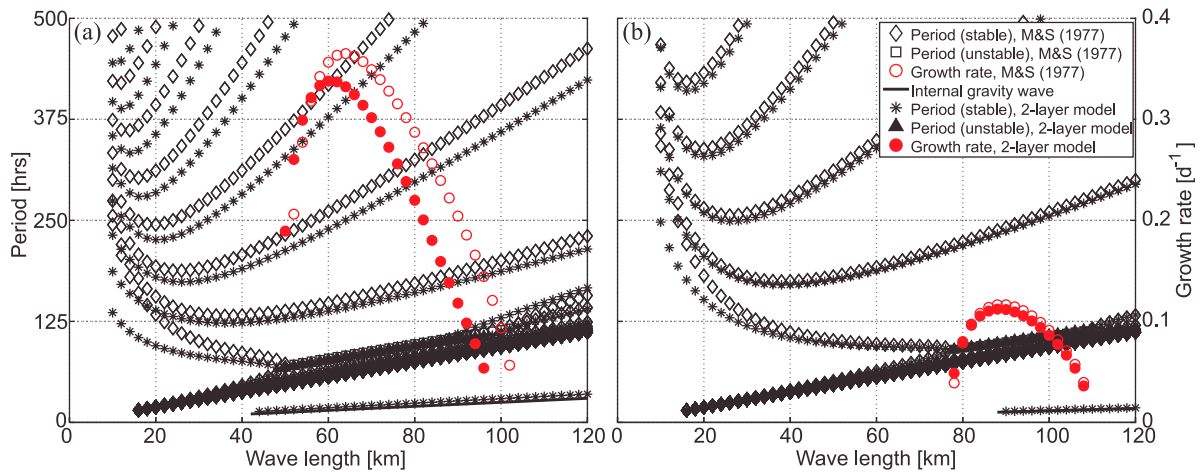 500
375
250
125
0
Period [hrs]
(a)
0 20 40 60 80 100 120
Wave length [km]
(b)
Period (stable), M&S (1977)
Period (unstable), M&S (1977)
Growth rate, M&S (1977)
Internal gravity wave
Period (stable), 2-layer model
Period (unstable), 2-layer model
Growth rate, 2-layer model
0.4
0.3
0.2
0.1
0
Growth rate [d⁻¹]
0 20 40 60 80 100 120
Wave length [km]